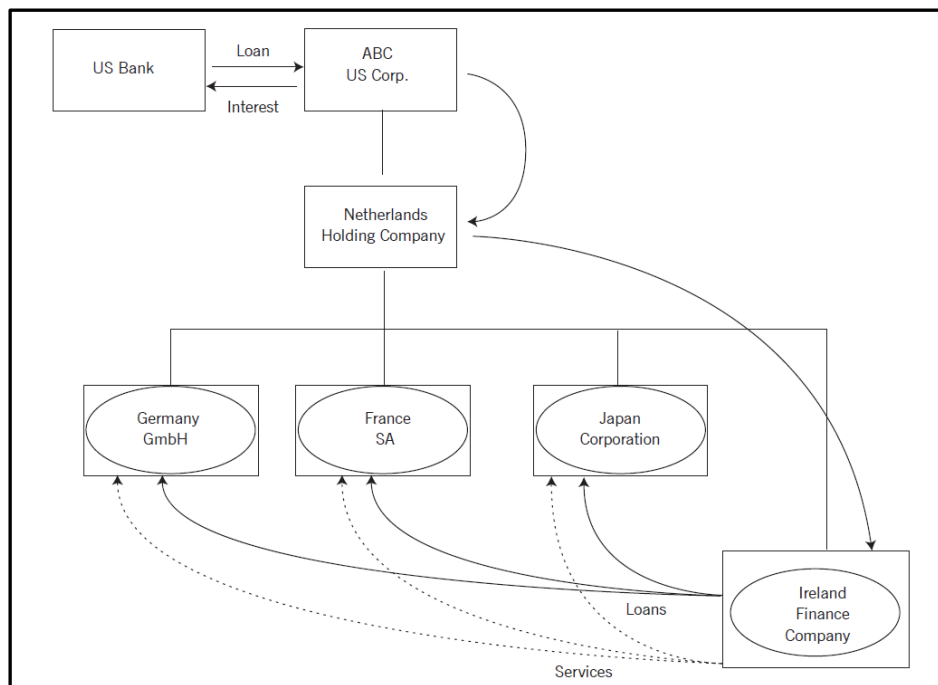 US Bank
Loan
Interest
ABC
US Corp.
Netherlands
Holding Company
Germany
GmbH
France
SA
Japan
Corporation
Ireland
Finance
Company
Loans
Services